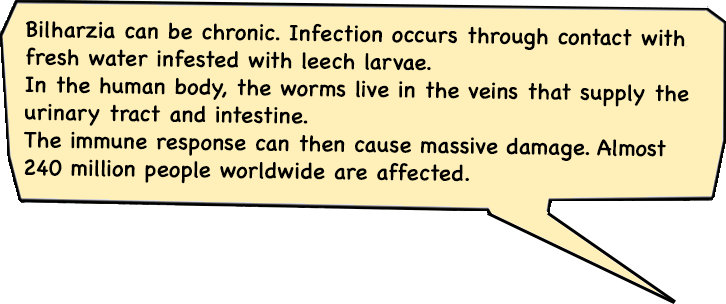 Bilharzia can be chronic. Infection occurs through contact with
fresh water infested with leech larvae.
In the human body, the worms live in the veins that supply the
urinary tract and intestine.
The immune response can then cause massive damage. Almost
240 million people worldwide are affected.